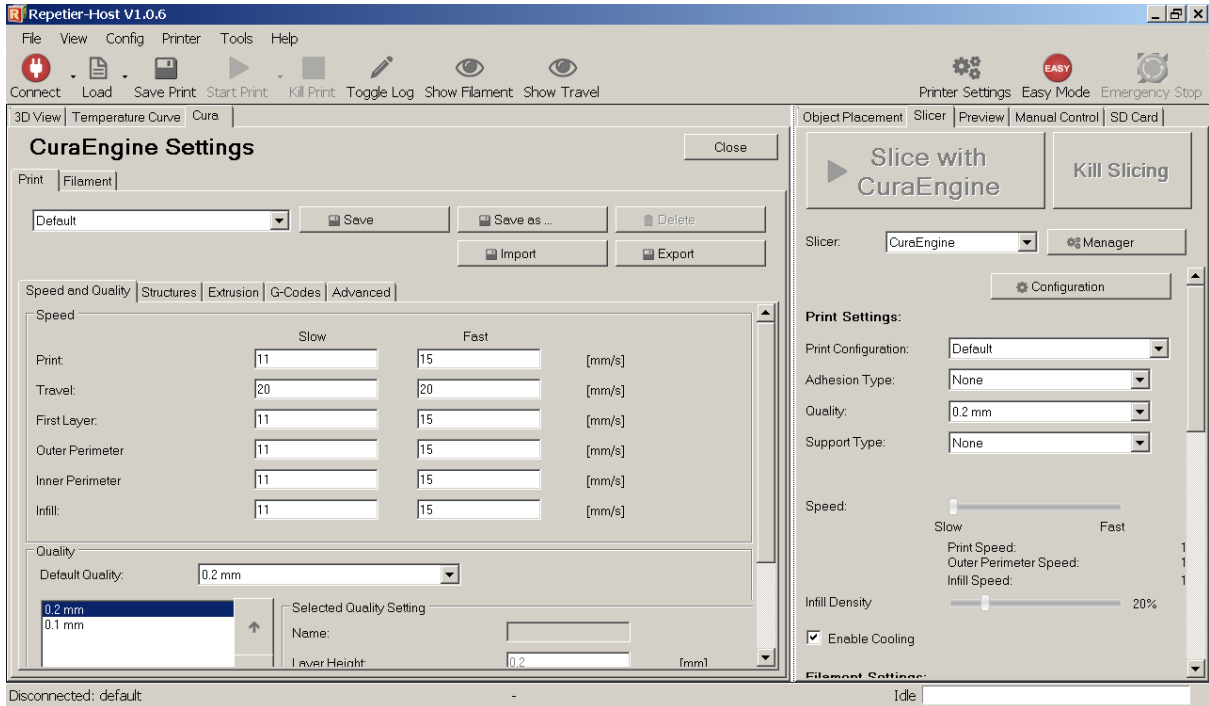 Repetier-Host V1.0.6
File View Config Printer Tools Help
Connect Load Save Print Start Print Kill Print Toggle Log Show Filament Show Travel Printer Settings Easy Mode Emergency Stop
EASY
3D View Temperature Curve Cura
CuraEngine Settings
Close
Print Filament
Default Save Save as ... Delete
Import Export
Speed and Quality Structures Extrusion G-Codes Advanced
Speed
Slow Fast
Print: 11 15 [mm/s]
Travel: 20 20 [mm/s]
First Layer: 11 15 [mm/s]
Outer Perimeter 11 15 [mm/s]
Inner Perimeter 11 15 [mm/s]
Infill: 11 15 [mm/s]
Quality
Default Quality: 0.2 mm
0.2 mm
0.1 mm
Selected Quality Setting
Name:
Layer Height: 0.2 [mm]
Object Placement Slicer Preview Manual Control SD Card
Slice with
CuraEngine
Kill Slicing
Slicer: CuraEngine Manager
Configuration
Print Settings:
Print Configuration: Default
Adhesion Type: None
Quality: 0.2 mm
Support Type: None
Speed:
Slow Fast
Print Speed: 1
Outer Perimeter Speed: 1
Infill Speed: 1
Infill Density 20%
Enable Cooling
Filament Settings:
Disconnected: default - Idle